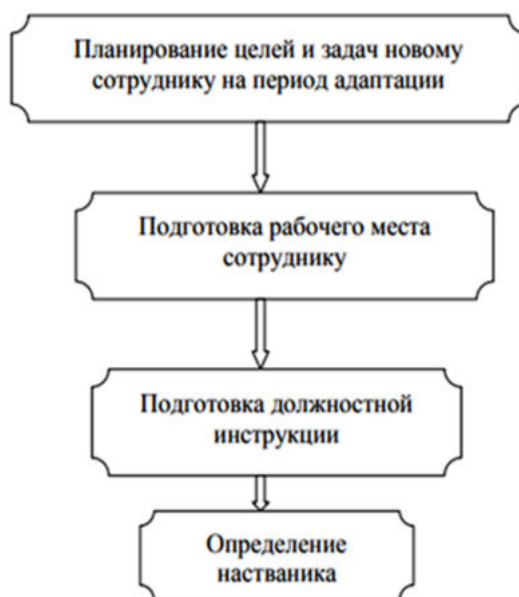 Планирование целей и задач новому
сотруднику на период адаптации
Подготовка рабочего места
сотруднику
Подготовка должностной
инструкции
Определение
настваника